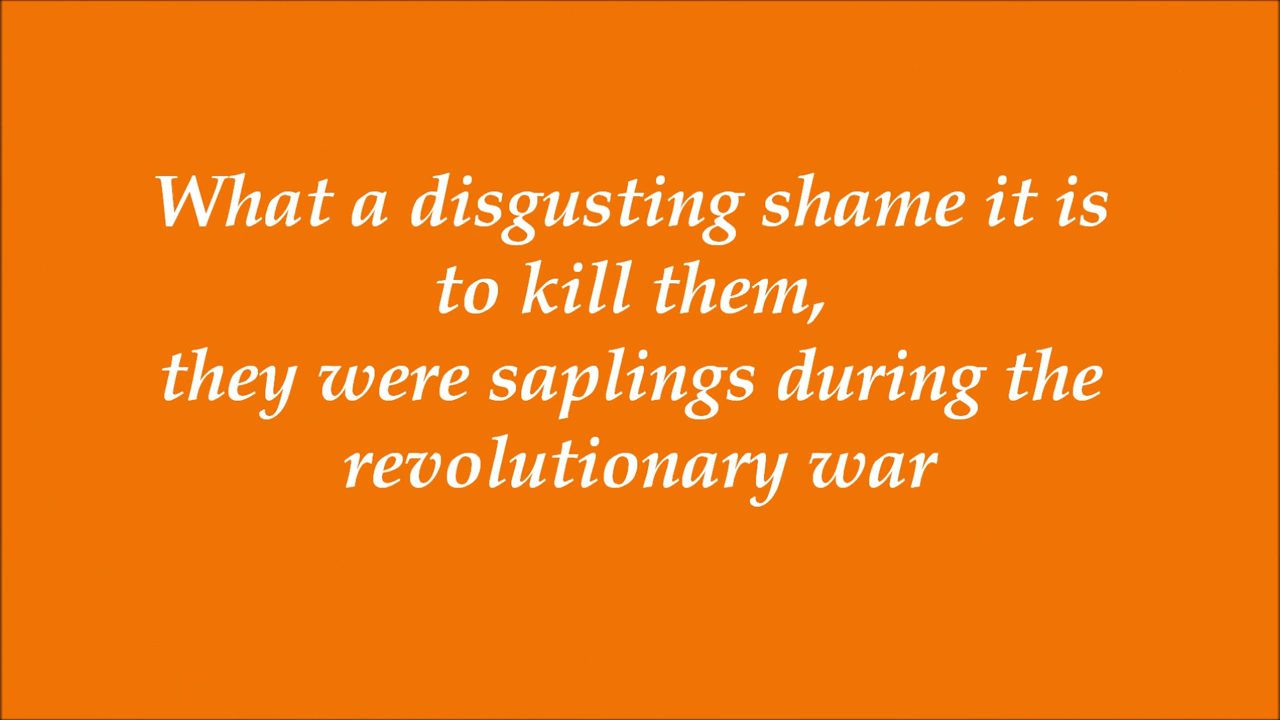 What a disgusting shame it is
to kill them,
they were saplings during the
revolutionary war